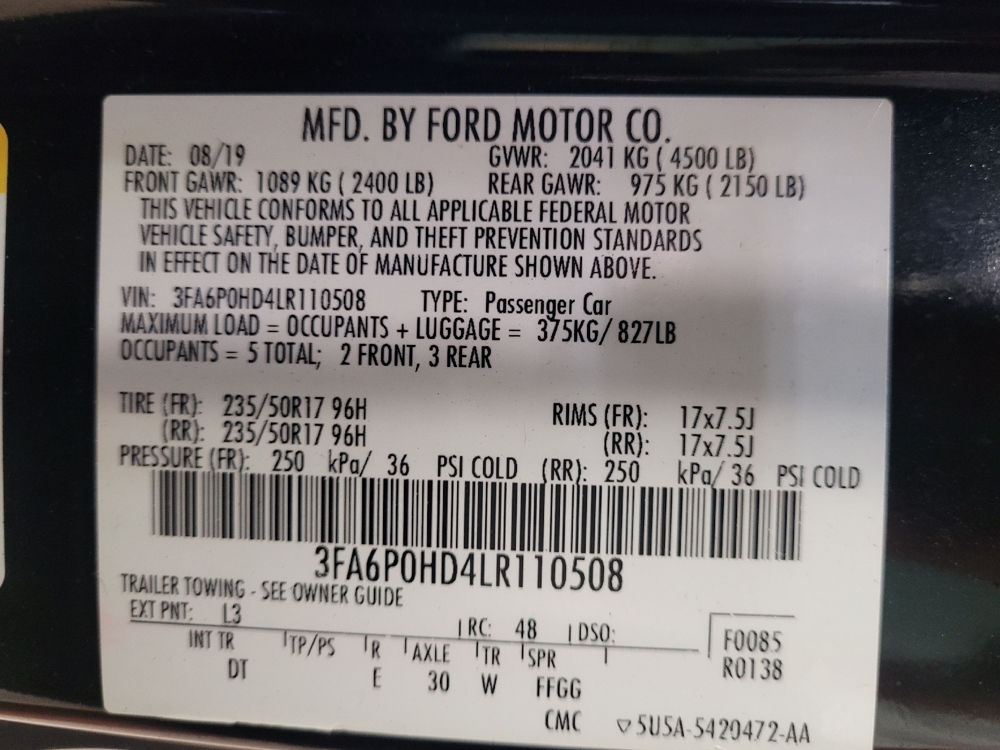 MFD. BY FORD MOTOR CO.
DATE: 08/19 GVWR: 2041 KG ( 4500 LB)
FRONT GAWR: 1089 KG ( 2400 LB) REAR GAWR: 975 KG ( 2150 LB)
THIS VEHICLE CONFORMS TO ALL APPLICABLE FEDERAL MOTOR
VEHICLE SAFETY, BUMPER, AND THEFT PREVENTION STANDARDS
IN EFFECT ON THE DATE OF MANUFACTURE SHOWN ABOVE.
VIN: 3FA6P0HD4LR110508 TYPE: Passenger Car
MAXIMUM LOAD = OCCUPANTS + LUGGAGE = 375KG/ 827LB
OCCUPANTS = 5 TOTAL; 2 FRONT, 3 REAR
TIRE (FR): 235/50R17 96H RIMS (FR): 17x7.5J
(RR): 235/50R17 96H (RR): 17x7.5J
PRESSURE (FR): 250 kPa/ 36 PSI COLD (RR): 250 kPa/ 36 PSI COLD
3FA6P0HD4LR110508
TRAILER TOWING - SEE OWNER GUIDE
EXT PNT: L3 RC: 48 DSO: F0085
INT TR TP/PS R AXLE TR SPR R0138
DT E 30 W FFGG
CMC ▽5U5A-5420472-AA